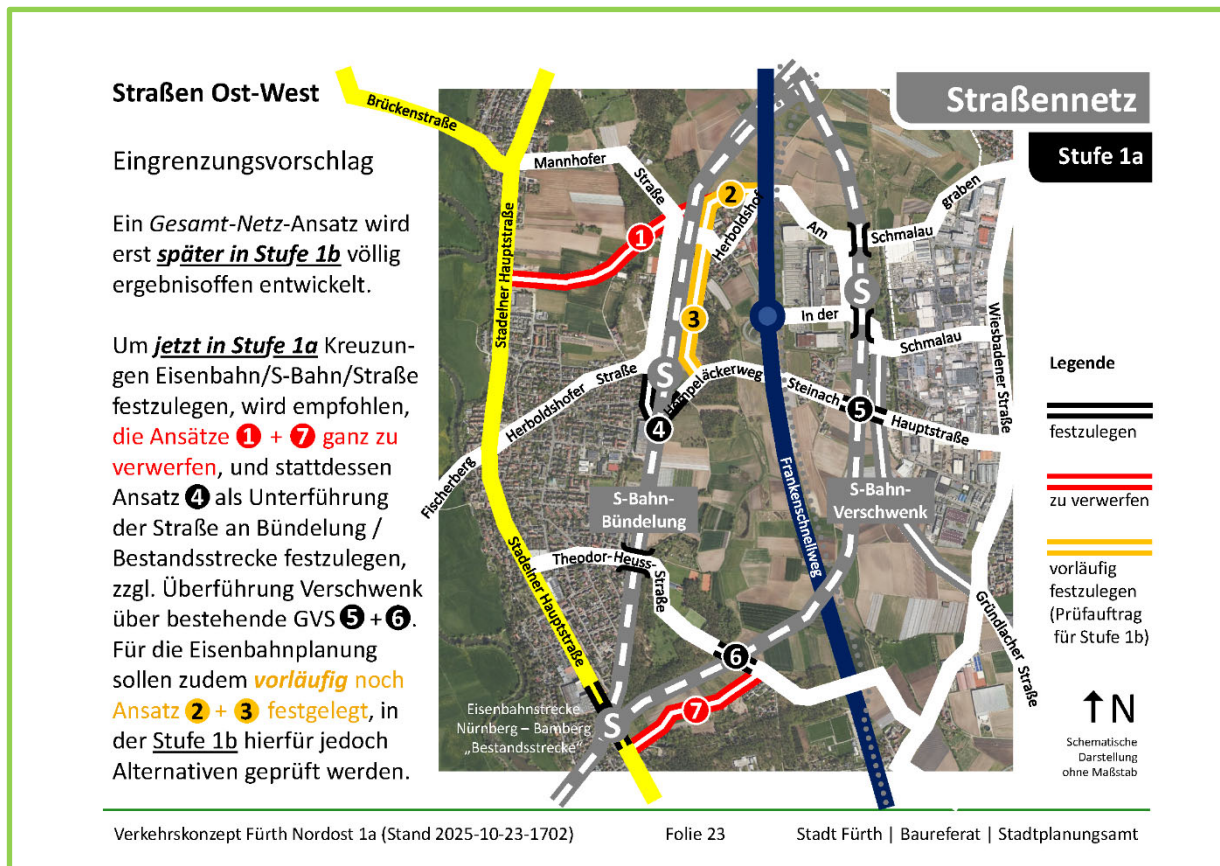 Straßen Ost-West
Eingrenzungsvorschlag
Ein Gesamt-Netz-Ansatz wird
erst später in Stufe 1b völlig
ergebnisoffen entwickelt.
Um jetzt in Stufe 1a Kreuzun-
gen Eisenbahn/S-Bahn/Straße
festzulegen, wird empfohlen,
die Ansätze 1 + 7 ganz zu
verwerfen, und stattdessen
Ansatz 4 als Unterführung
der Straße an Bündelung /
Bestandsstrecke festzulegen,
zzgl. Überführung Verschwenk
über bestehende GVS 5 + 6.
Für die Eisenbahnplanung
sollen zudem vorläufig noch
Ansatz 2 + 3 festgelegt, in
der Stufe 1b hierfür jedoch
Alternativen geprüft werden.
Straßennetz
Stufe 1a
Brückenstraße
Mannhofer
Straße
Stadelner Hauptstraße
1
2
Herboldshof
3
Am
Schmalau
graben
S
In der
Schmalau
Wiesbadener Straße
Herboldshofer Straße
Fischerberg
S
Hempeläckerweg
4
Steinach
5
Hauptstraße
S-Bahn-
Bündelung
S-Bahn-
Verschwenk
Frankenschnellweg
Theodor-Heuss-
Straße
Stadelner Hauptstraße
6
7
Gründlacher Straße
Eisenbahnstrecke
Nürnberg – Bamberg
„Bestandsstrecke“
S
Legende
festzulegen
zu verwerfen
vorläufig
festzulegen
(Prüfauftrag
für Stufe 1b)
↑N
Schematische
Darstellung
ohne Maßstab
Verkehrskonzept Fürth Nordost 1a (Stand 2025-10-23-1702)
Folie 23
Stadt Fürth | Baureferat | Stadtplanungsamt